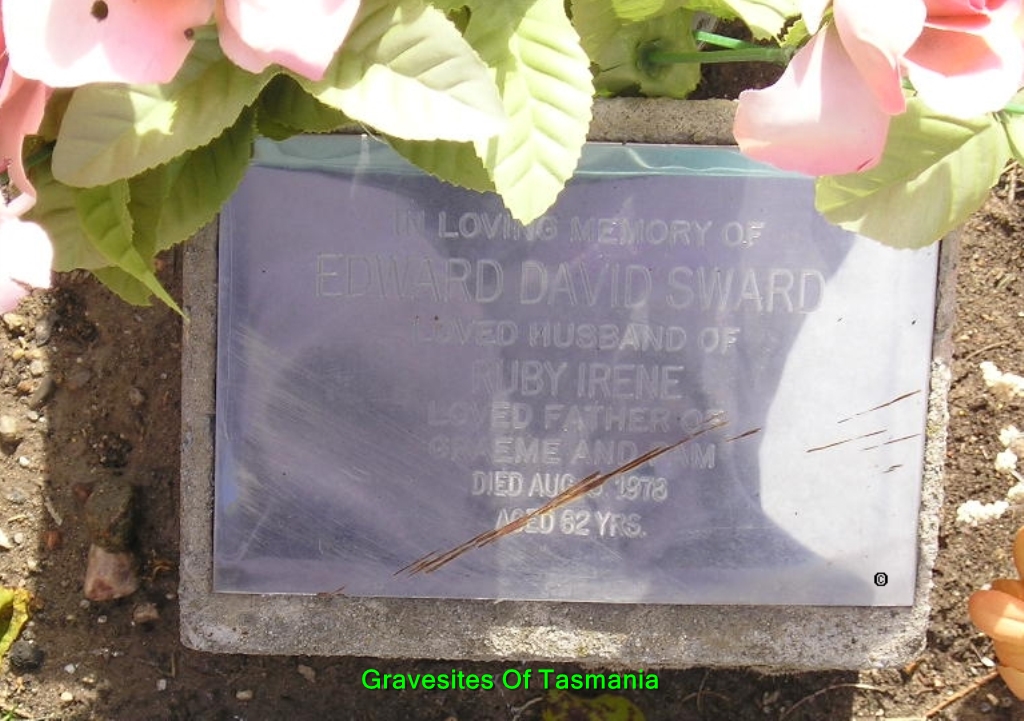 IN LOVING MEMORY OF
EDWARD DAVID SWARD
LOVED HUSBAND OF
RUBY IRENE
LOVED FATHER OF
GRAEME AND
DIED AUG. 1978
AGED 62 YRS.
©
Gravesites Of Tasmania